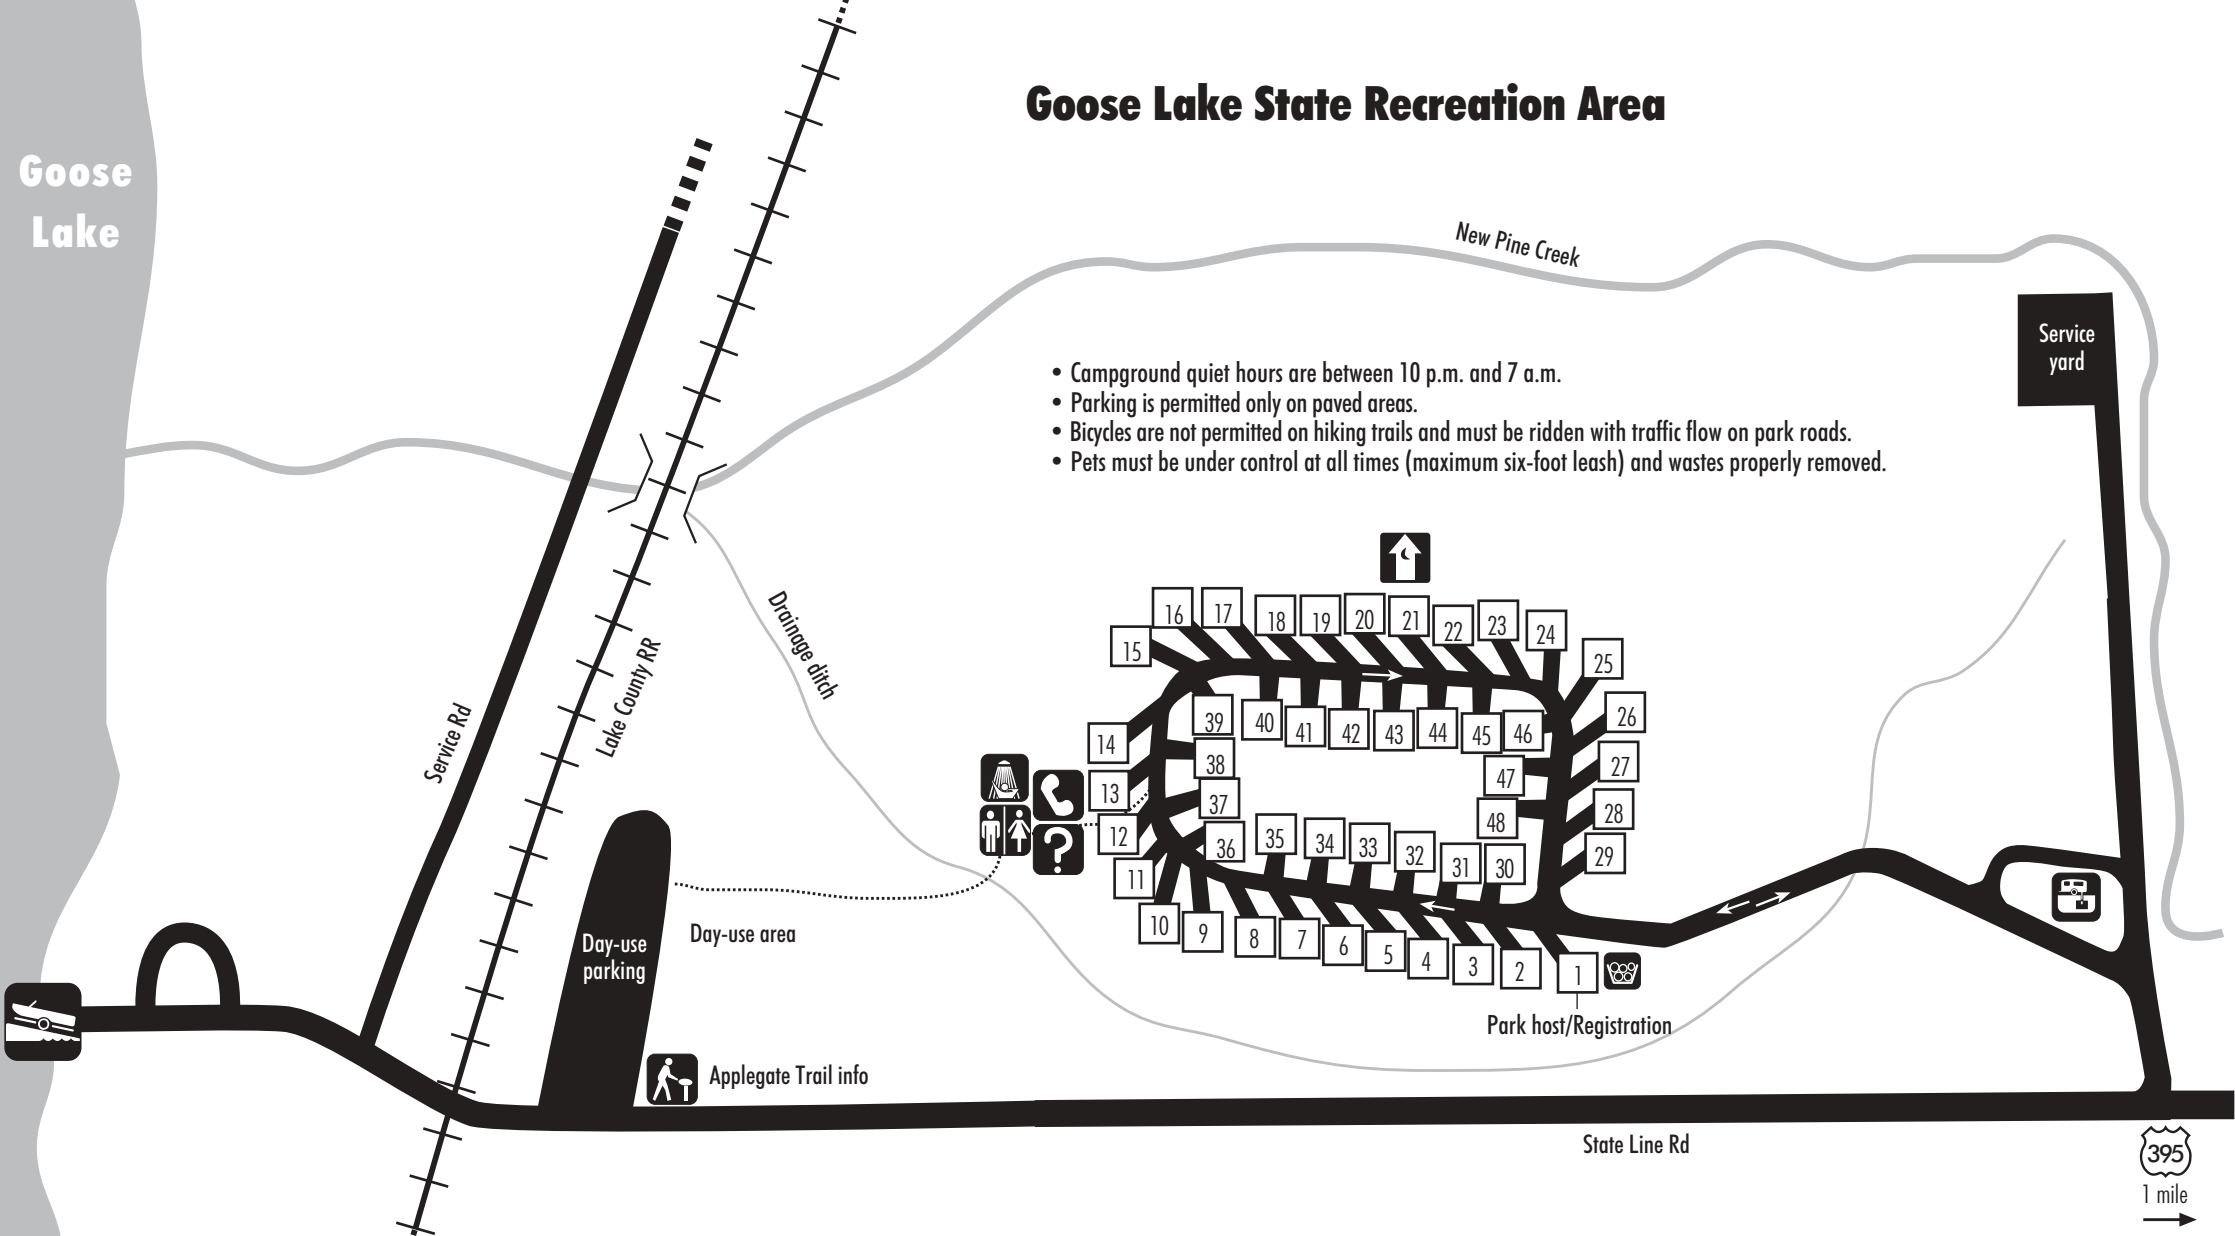 Goose Lake State Recreation Area
Goose
Lake
New Pine Creek
Service
yard
• Campground quiet hours are between 10 p.m. and 7 a.m.
• Parking is permitted only on paved areas.
• Bicycles are not permitted on hiking trails and must be ridden with traffic flow on park roads.
• Pets must be under control at all times (maximum six-foot leash) and wastes properly removed.
Drainage ditch
Lake County RR
Service Rd
16
17
18
19
20
21
22
23
24
15
25
39
40
41
42
43
44
45
46
26
14
38
47
27
13
37
48
28
12
36
35
34
33
32
31
30
29
11
10
9
8
7
6
5
4
3
2
1
Park host/Registration
Day-use
parking
Day-use area
Applegate Trail info
State Line Rd
395
1 mile